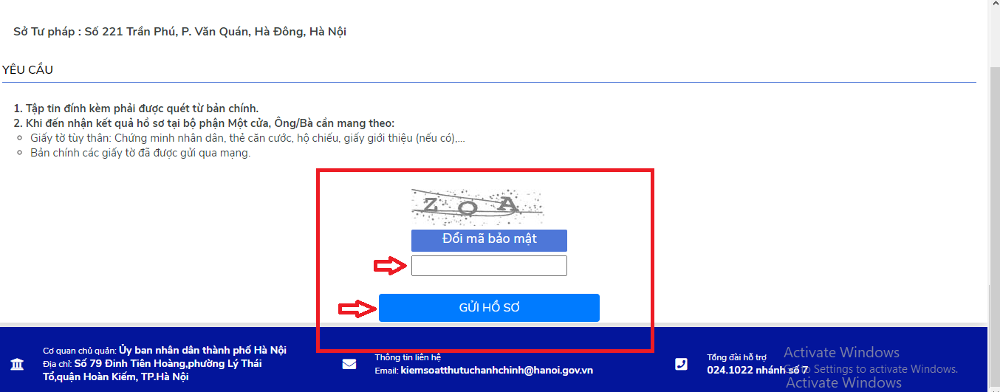 Sở Tư pháp : Số 221 Trần Phú, P. Văn Quán, Hà Đông, Hà Nội
YÊU CẦU
1. Tập tin đính kèm phải được quét từ bản chính.
2. Khi đến nhận kết quả hồ sơ tại bộ phận Một cửa, Ông/Bà cần mang theo:
Giấy tờ tùy thân: Chứng minh nhân dân, thẻ căn cước, hộ chiếu, giấy giới thiệu (nếu có),...
Bản chính các giấy tờ đã được gửi qua mạng.
ZOA
Đổi mã bảo mật
GỬI HỒ SƠ
Cơ quan chủ quản: Ủy ban nhân dân thành phố Hà Nội
Địa chỉ: Số 79 Đinh Tiên Hoàng,phường Lý Thái
Tổ,quận Hoàn Kiếm, TP.Hà Nội
Thông tin liên hệ
Email: kiemsoatthutuchanhchinh@hanoi.gov.vn
Tổng đài hỗ trợ
024.1022 nhánh số 7
Activate Windows
Go to Settings to activate Windows.
Activate Windows